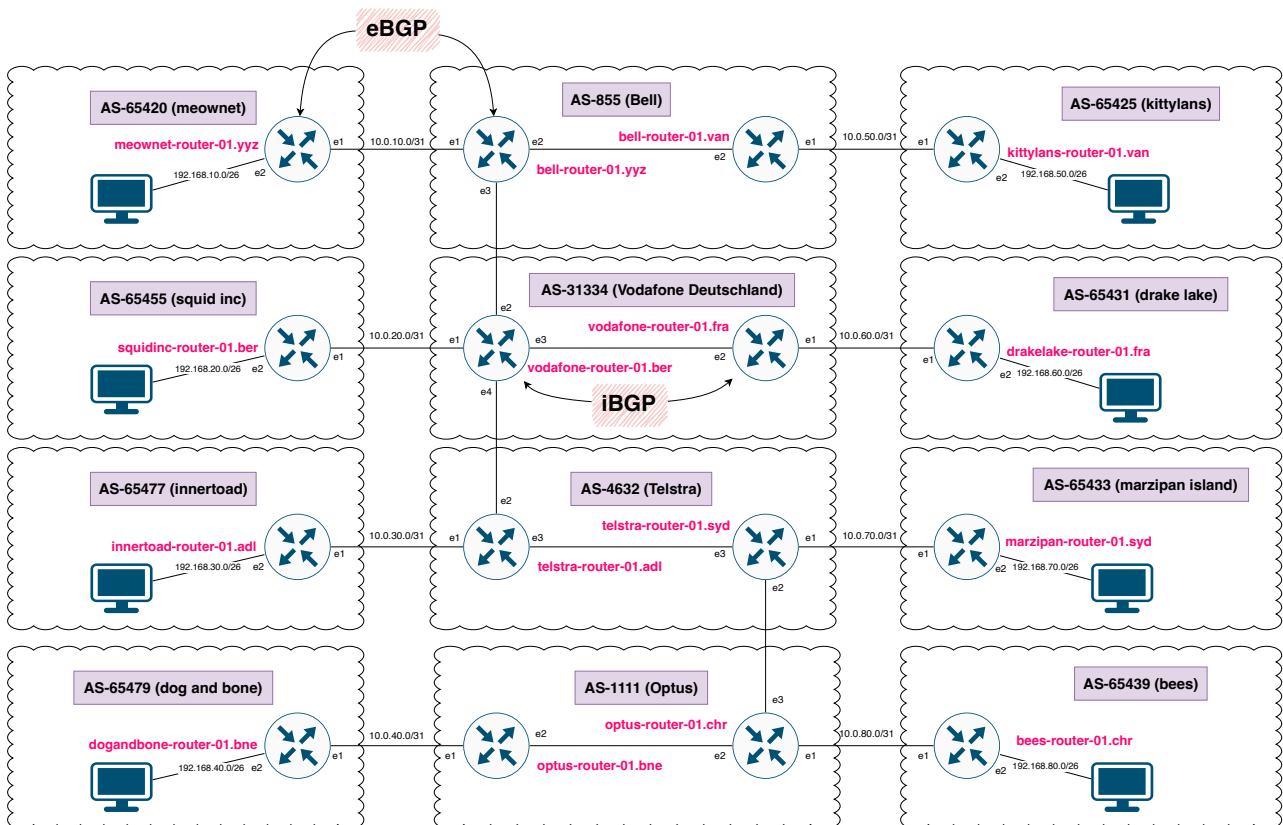 eBGP
AS-65420 (meownet)
meownet-router-01.yyz
e1
e2
192.168.10.0/26
10.0.10.0/31
AS-855 (Bell)
e1
e2
bell-router-01.yyz
e3
bell-router-01.van
e2
e1
10.0.50.0/31
AS-65425 (kittylans)
e1
kittylans-router-01.van
e2
192.168.50.0/26
AS-65455 (squid inc)
squidinc-router-01.ber
e1
e2
192.168.20.0/26
10.0.20.0/31
AS-31334 (Vodafone Deutschland)
e2
e1
e3
vodafone-router-01.ber
e4
vodafone-router-01.fra
e2
e1
iBGP
10.0.60.0/31
AS-65431 (drake lake)
e1
drakelake-router-01.fra
e2
192.168.60.0/26
AS-65477 (innertoad)
innertoad-router-01.adl
e1
e2
192.168.30.0/26
10.0.30.0/31
AS-4632 (Telstra)
e2
e1
e3
telstra-router-01.adl
telstra-router-01.syd
e3
e1
e2
10.0.70.0/31
AS-65433 (marzipan island)
e1
marzipan-router-01.syd
e2
192.168.70.0/26
AS-65479 (dog and bone)
dogandbone-router-01.bne
e1
e2
192.168.40.0/26
10.0.40.0/31
AS-1111 (Optus)
e1
e2
optus-router-01.bne
e3
optus-router-01.chr
e2
e1
10.0.80.0/31
AS-65439 (bees)
e1
bees-router-01.chr
e2
192.168.80.0/26